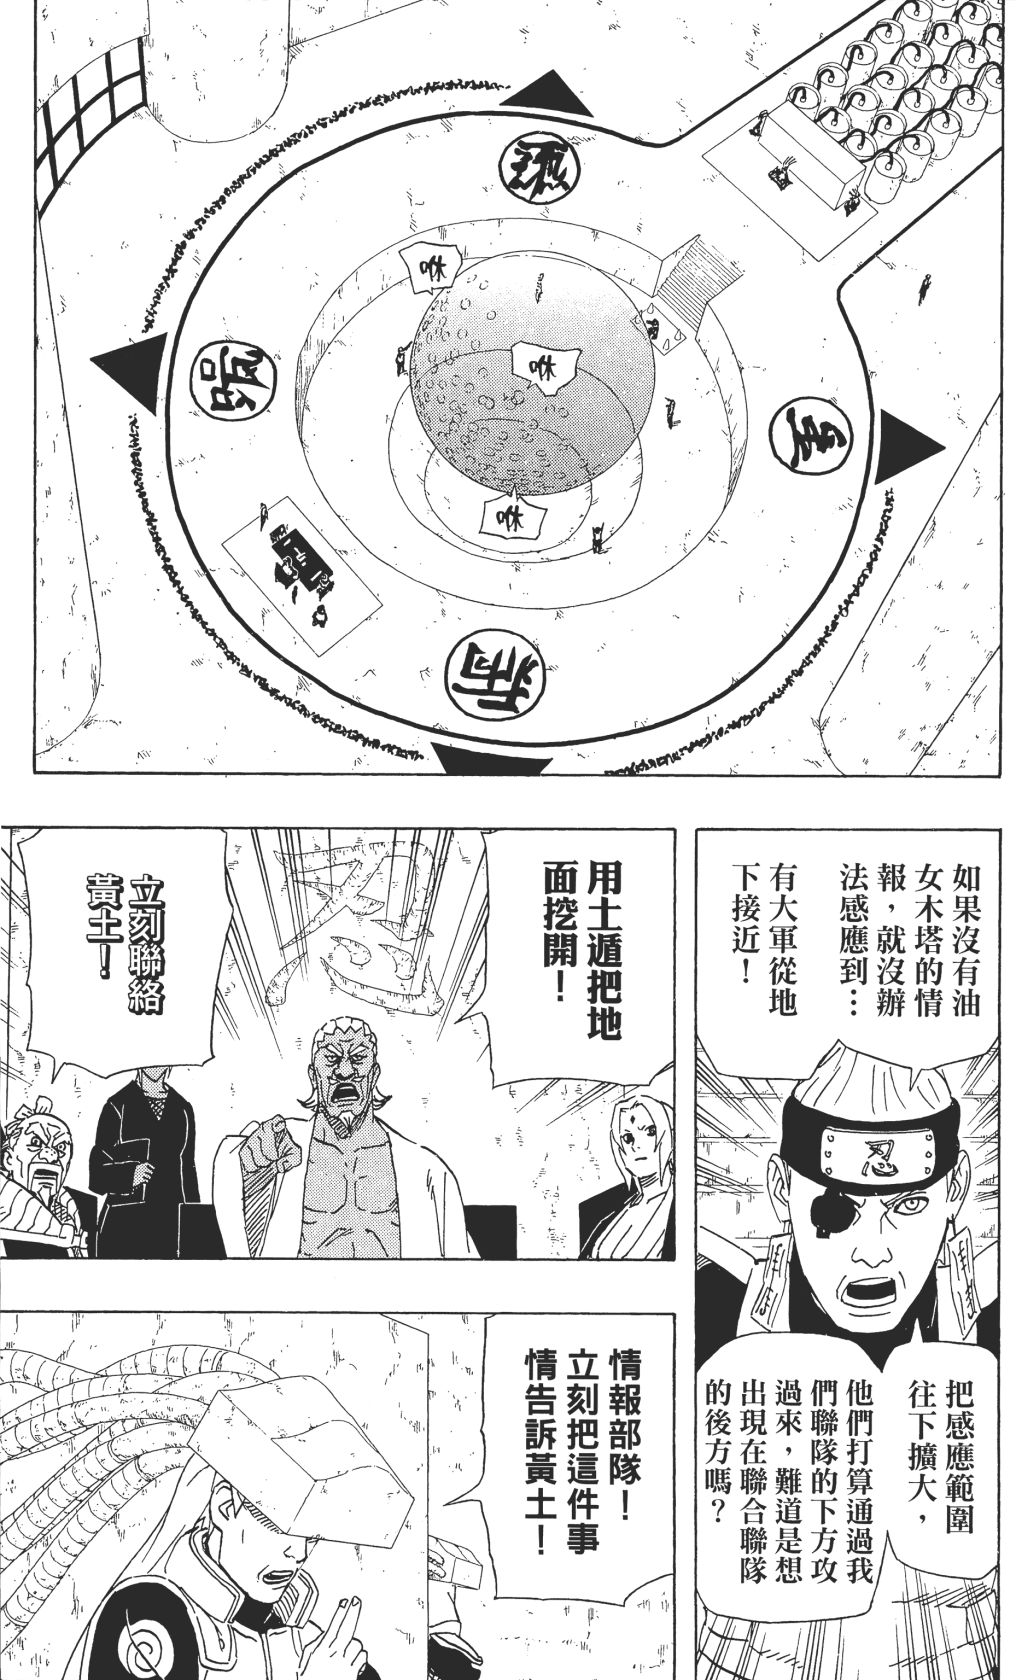 咻
咻
咻
如果沒有油
女木塔的情
報，就沒辦
法感應到…
有大軍從地
下接近！
把感應範圍
往下擴大，
他們打算通過我
們聯隊的下方攻
過來，難道是想
出現在聯合聯隊
的後方嗎？
忍
用土遁把地
面挖開！
立刻聯絡
黃土！
情報部隊！
立刻把這件事
情告訴黃土！